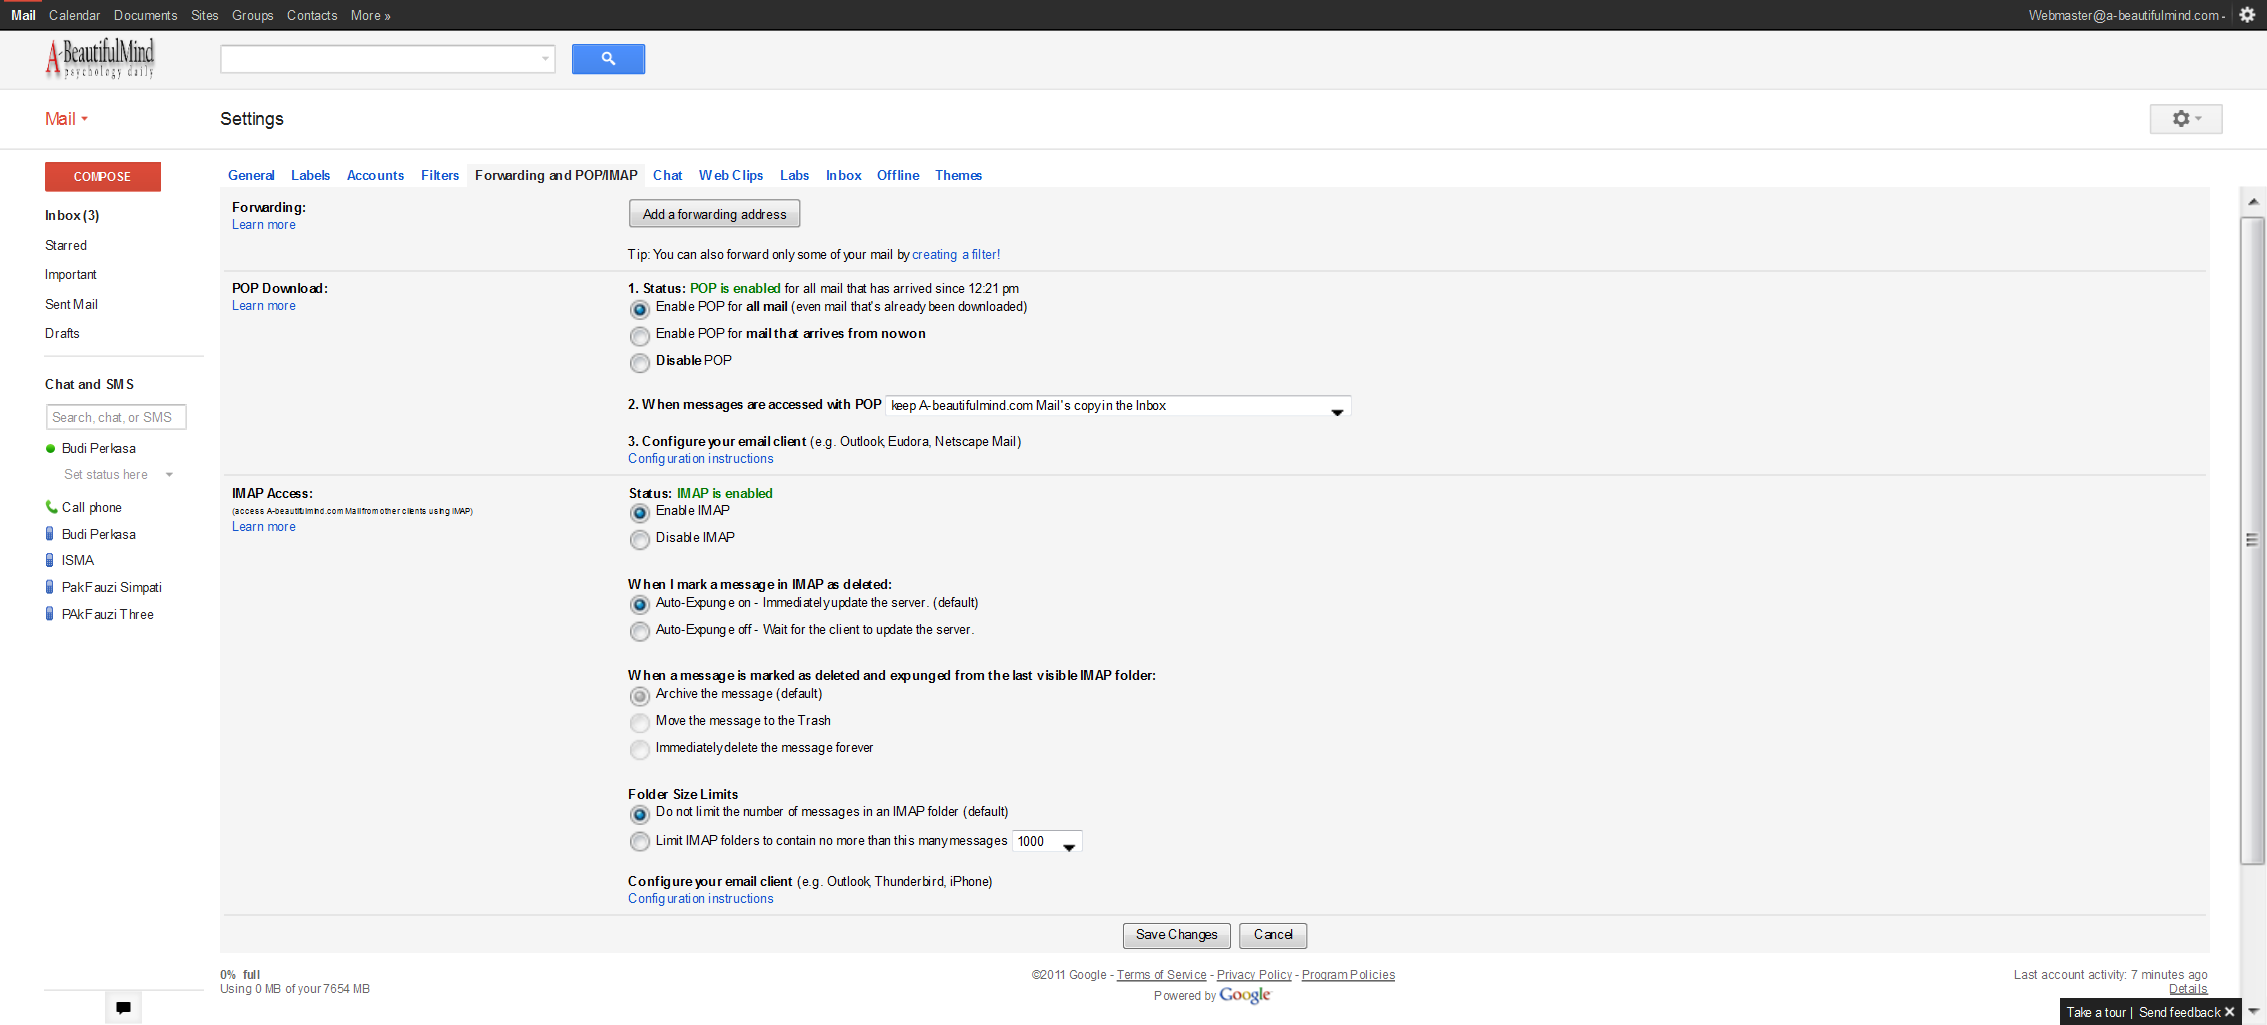 Mail Calendar Documents Sites Groups Contacts More »
Webmaster@a-beautifulmind.com -
A-BeautifulMind
psychology daily
Mail
Settings
COMPOSE
Inbox (3)
Starred
Important
Sent Mail
Drafts
Chat and SMS
Search, chat, or SMS
Budi Perkasa
Set status here
Call phone
Budi Perkasa
ISMA
PakFauzi Simpati
PAkFauzi Three
General Labels Accounts Filters Forwarding and POP/IMAP Chat Web Clips Labs Inbox Offline Themes
Forwarding:
Learn more
Add a forwarding address
Tip: You can also forward only some of your mail by creating a filter!
POP Download:
Learn more
1. Status: POP is enabled for all mail that has arrived since 12:21 pm
Enable POP for all mail (even mail that's already been downloaded)
Enable POP for mail that arrives from now on
Disable POP
2. When messages are accessed with POP keep A-beautifulmind.com Mail's copy in the Inbox
3. Configure your email client (e.g. Outlook, Eudora, Netscape Mail)
Configuration instructions
IMAP Access:
(access A-beautifulmind.com Mail from other clients using IMAP)
Learn more
Status: IMAP is enabled
Enable IMAP
Disable IMAP
When I mark a message in IMAP as deleted:
Auto-Expunge on - Immediately update the server. (default)
Auto-Expunge off - Wait for the client to update the server.
When a message is marked as deleted and expunged from the last visible IMAP folder:
Archive the message (default)
Move the message to the Trash
Immediately delete the message forever
Folder Size Limits
Do not limit the number of messages in an IMAP folder (default)
Limit IMAP folders to contain no more than this many messages 1000
Configure your email client (e.g. Outlook, Thunderbird, iPhone)
Configuration instructions
Save Changes Cancel
0% full
Using 0 MB of your 7654 MB
©2011 Google - Terms of Service - Privacy Policy - Program Policies
Powered by Google
Last account activity: 7 minutes ago
Details
Take a tour | Send feedback